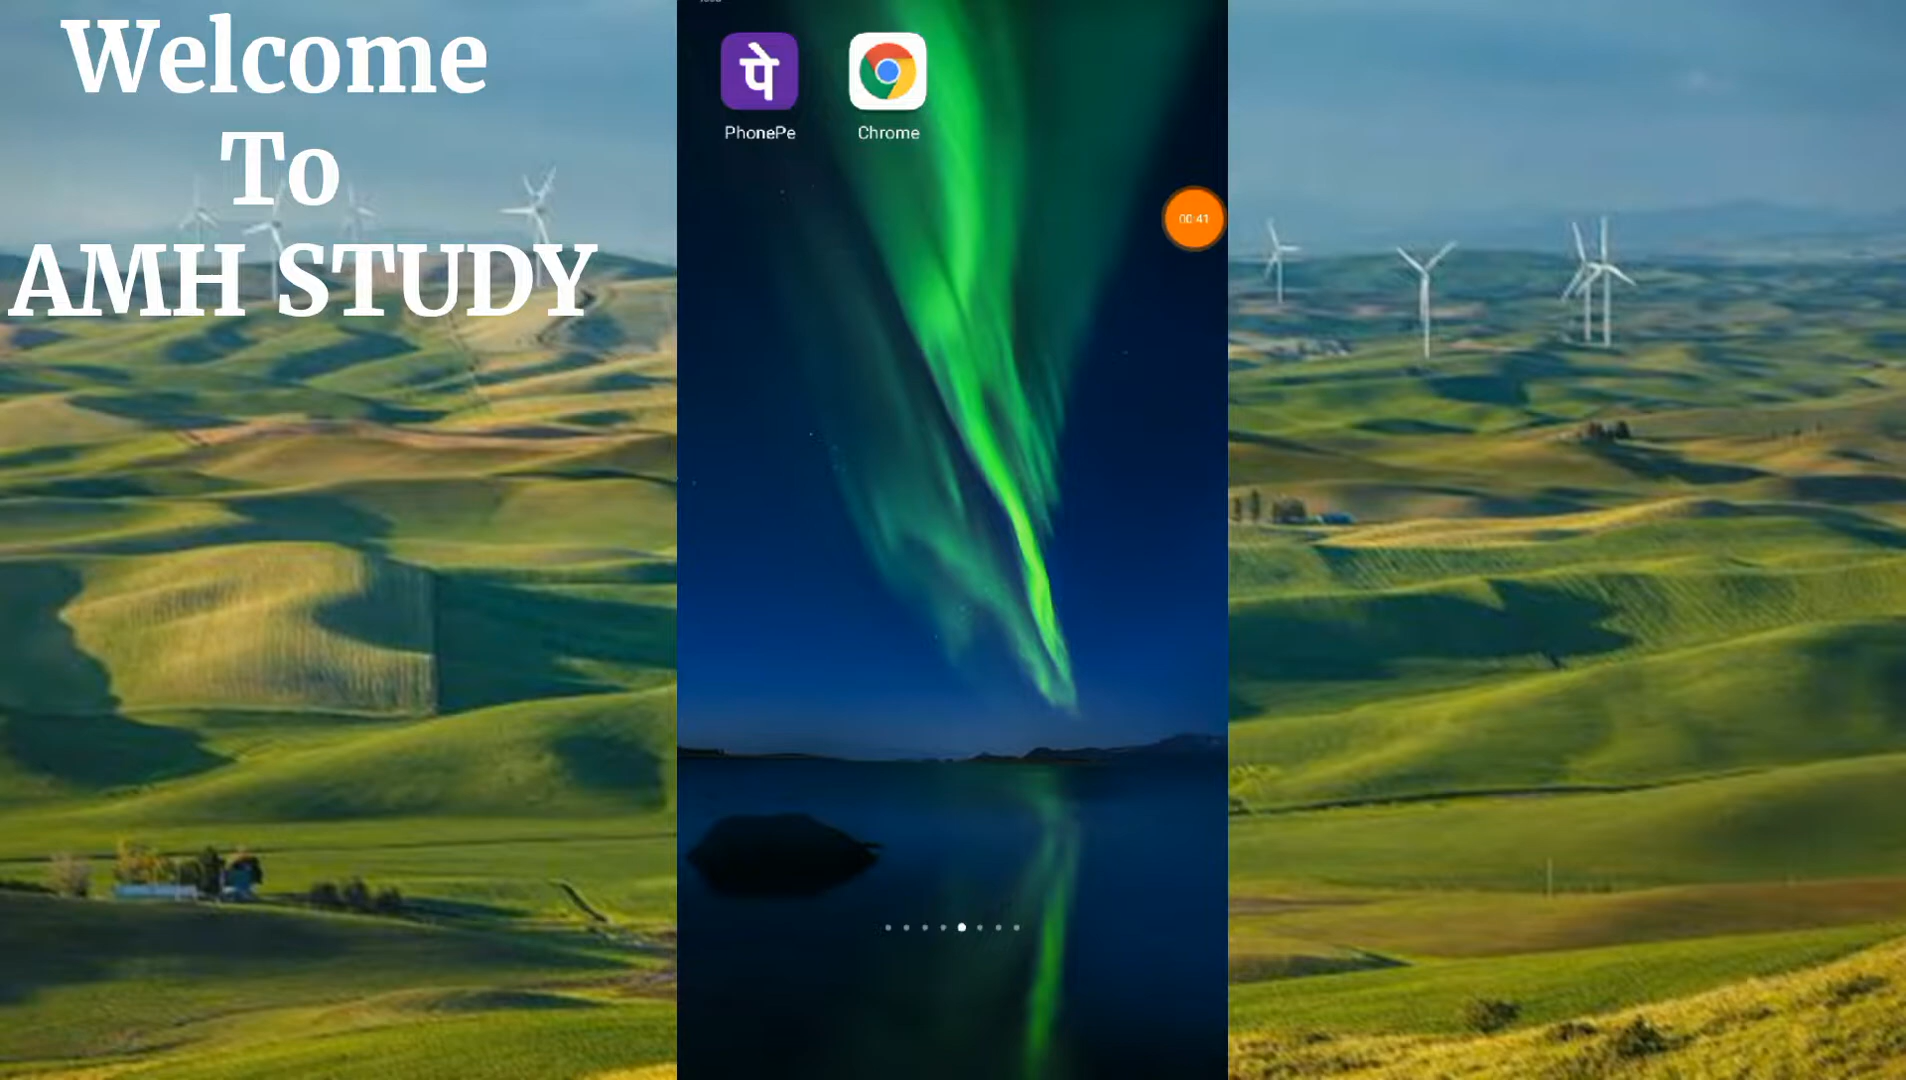 Welcome
To
AMH STUDY
पे
PhonePe
Chrome
00:41